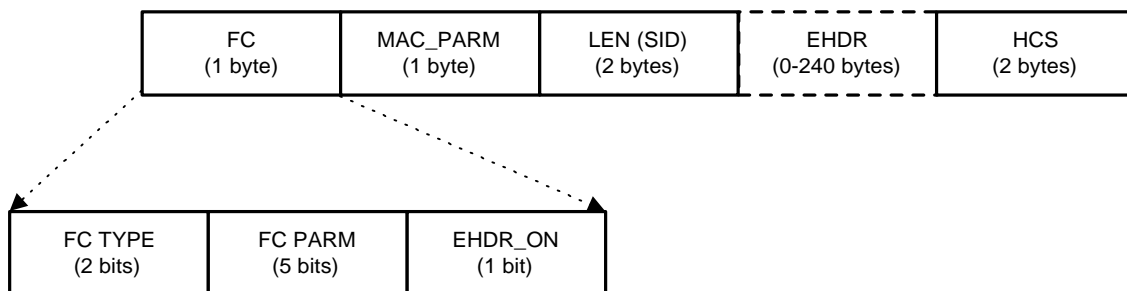 FC
(1 byte)
MAC_PARM
(1 byte)
LEN (SID)
(2 bytes)
EHDR
(0-240 bytes)
HCS
(2 bytes)
FC TYPE
(2 bits)
FC PARM
(5 bits)
EHDR_ON
(1 bit)